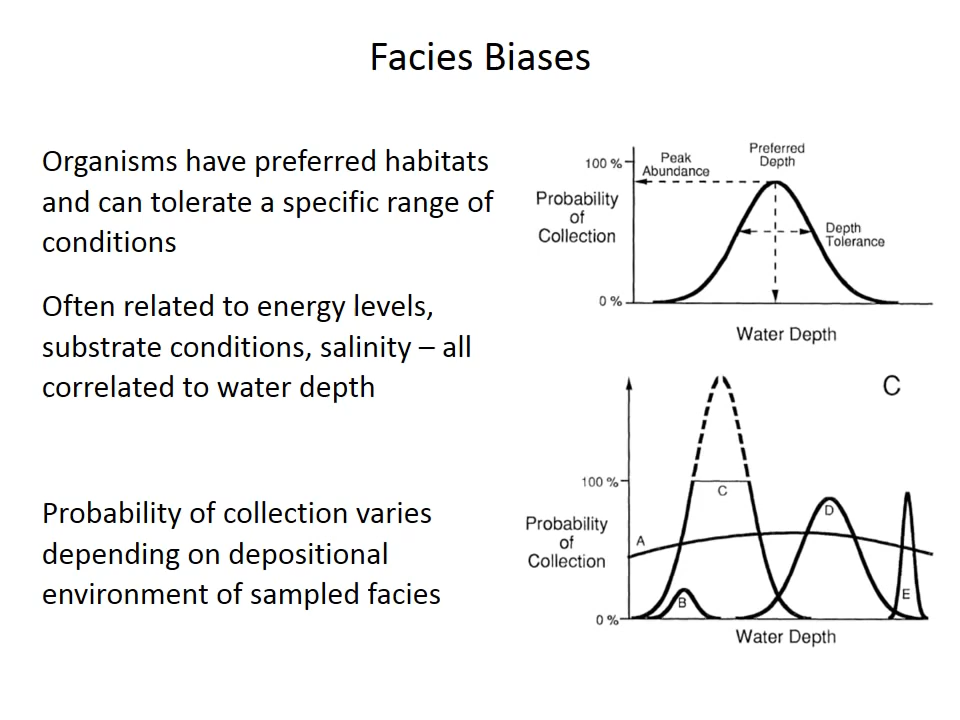 Facies Biases
Organisms have preferred habitats
and can tolerate a specific range of
conditions
Often related to energy levels,
substrate conditions, salinity – all
correlated to water depth
Probability of collection varies
depending on depositional
environment of sampled facies
Preferred
Depth
100 %
Peak
Abundance
Probability
of
Collection
Depth
Tolerance
0 %
Water Depth
C
100 %
C
D
Probability
of
Collection
A
B
E
0 %
Water Depth